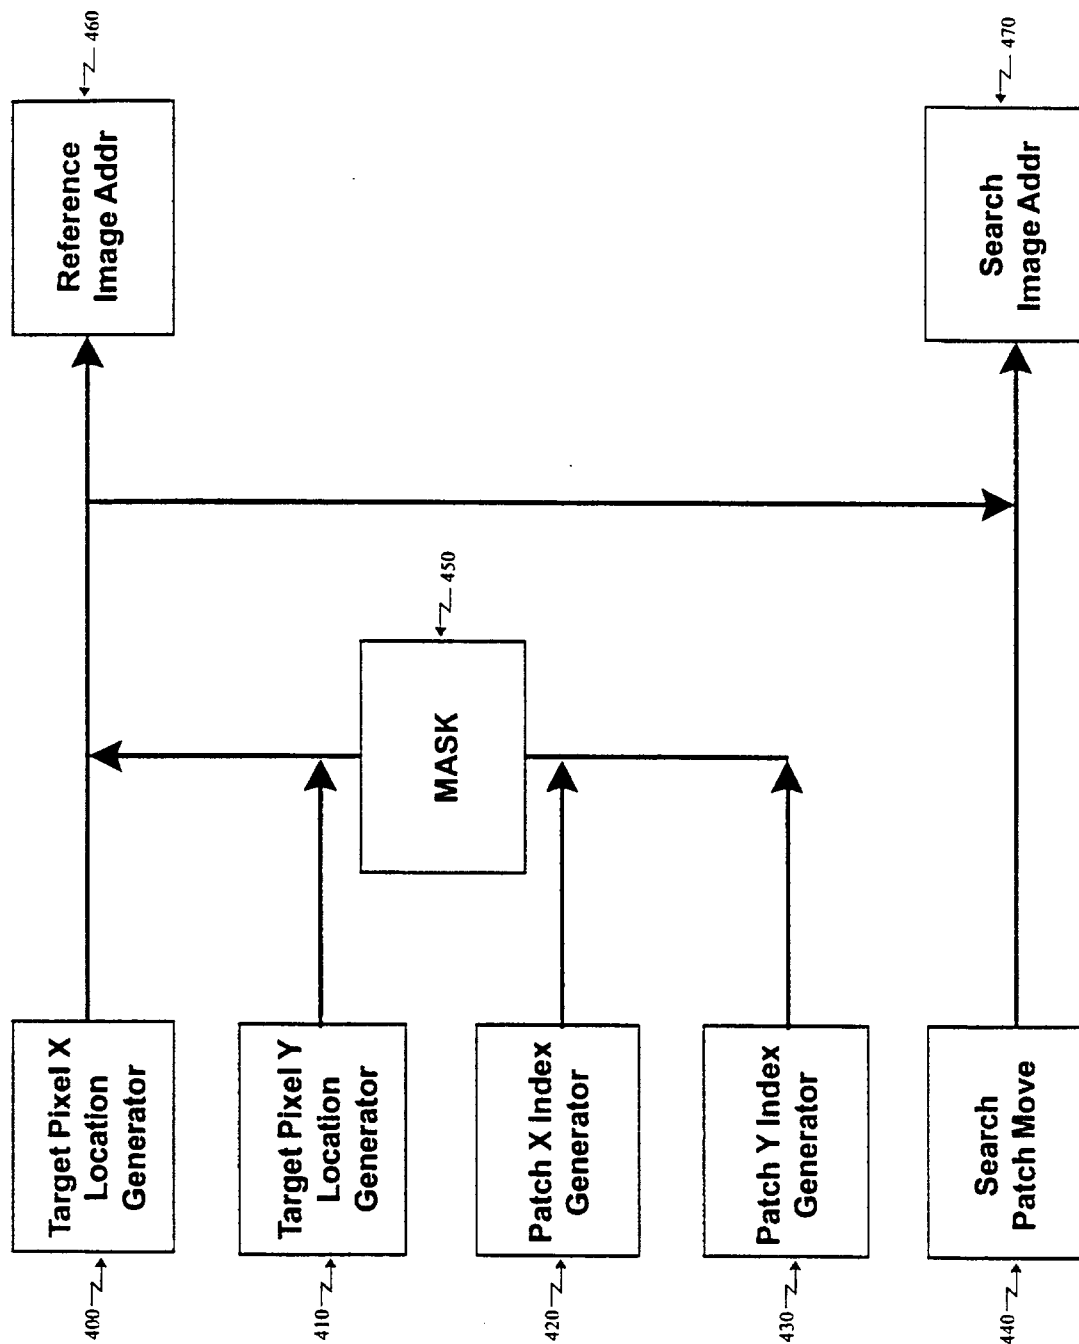 400
Target Pixel X
Location
Generator
410
Target Pixel Y
Location
Generator
420
Patch X Index
Generator
430
Patch Y Index
Generator
440
Search
Patch Move
MASK
450
Reference
Image Addr
460
Search
Image Addr
470